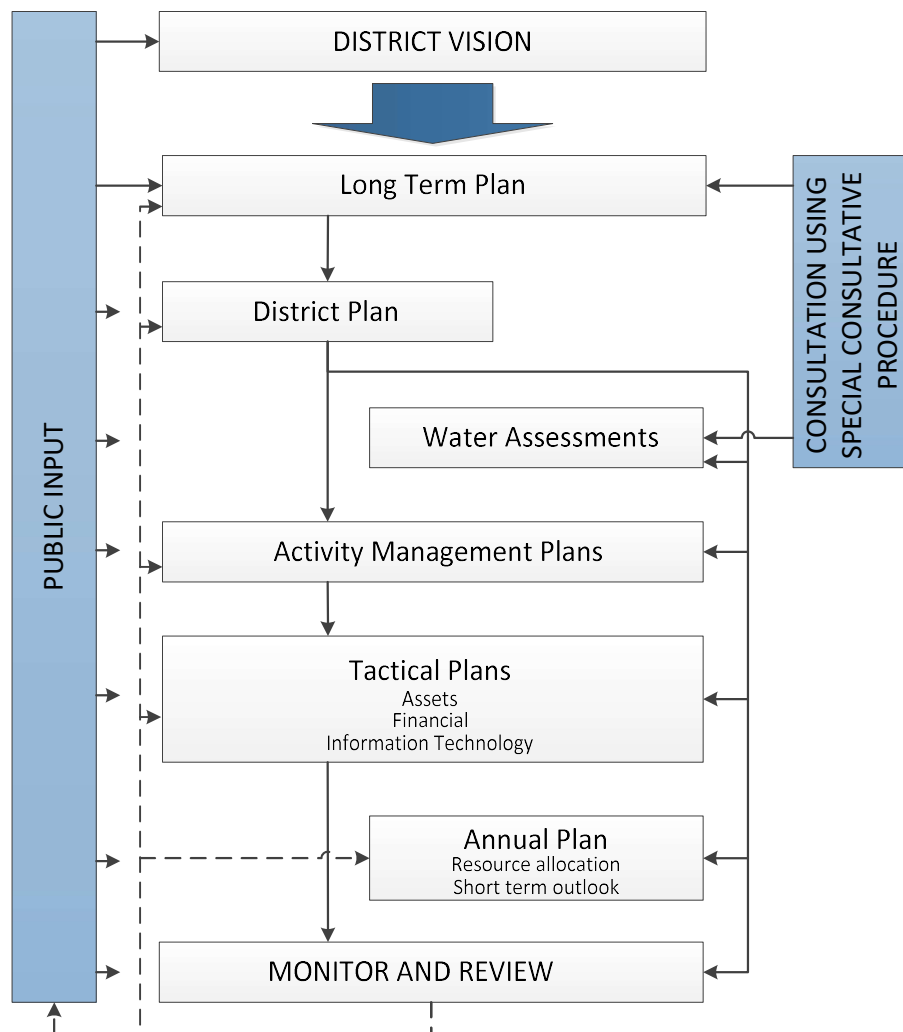 DISTRICT VISION
Long Term Plan
District Plan
Water Assessments
Activity Management Plans
Tactical Plans
Assets
Financial
Information Technology
Annual Plan
Resource allocation
Short term outlook
MONITOR AND REVIEW
PUBLIC INPUT
CONSULTATION USING
SPECIAL CONSULTATIVE
PROCEDURE